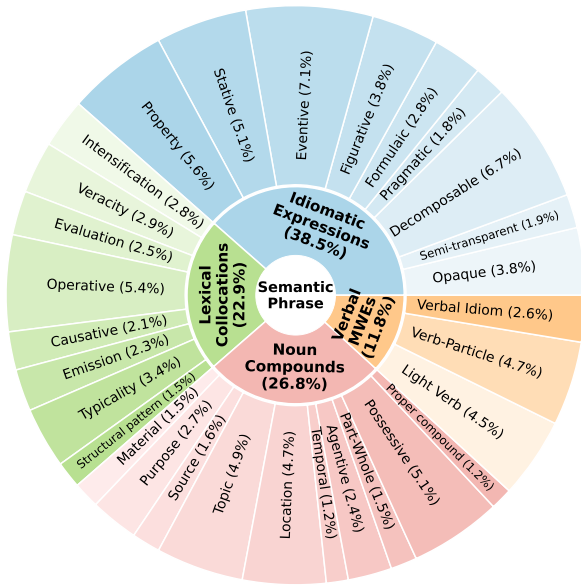 Semantic
Phrase
Idiomatic
Expressions
(38.5%)
Property (5.6%)
Stative (5.1%)
Eventive (7.1%)
Figurative (3.8%)
Formulaic (2.8%)
Pragmatic (1.8%)
Decomposable (6.7%)
Semi-transparent (1.9%)
Opaque (3.8%)
Verbal
MWEs
(11.8%)
Verbal Idiom (2.6%)
Verb-Particle (4.7%)
Light Verb (4.5%)
Noun
Compounds
(26.8%)
Proper compound (1.2%)
Possessive (5.1%)
Part-Whole (1.5%)
Agentive (2.4%)
Temporal (1.2%)
Location (4.7%)
Topic (4.9%)
Source (1.6%)
Purpose (2.7%)
Material (1.5%)
Lexical
Collocations
(22.9%)
Structural pattern (1.5%)
Typicality (3.4%)
Emission (2.3%)
Causative (2.1%)
Operative (5.4%)
Evaluation (2.5%)
Veracity (2.9%)
Intensification (2.8%)